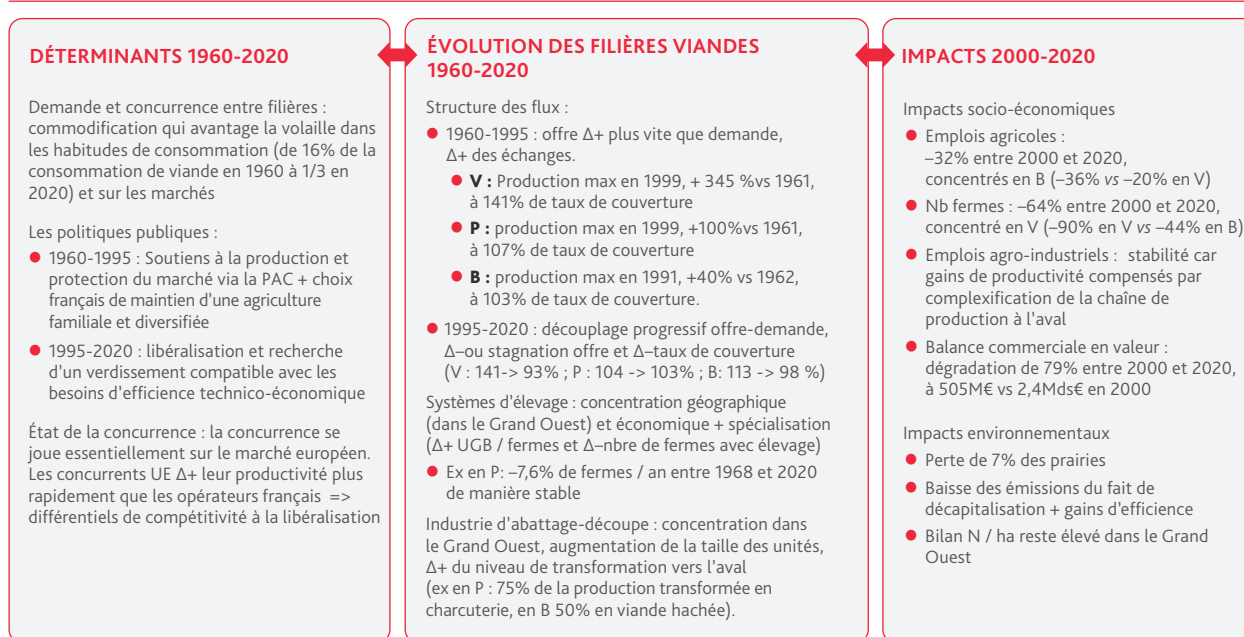 DÉTERMINANTS 1960-2020
Demande et concurrence entre filières :
commodification qui avantage la volaille dans
les habitudes de consommation (de 16% de la
consommation de viande en 1960 à 1/3 en
2020) et sur les marchés
Les politiques publiques :
● 1960-1995 : Soutiens à la production et
protection du marché via la PAC + choix
français de maintien d'une agriculture
familiale et diversifiée
● 1995-2020 : libéralisation et recherche
d'un verdissement compatible avec les
besoins d'efficience technico-économique
État de la concurrence : la concurrence se
joue essentiellement sur le marché européen.
Les concurrents UE Δ+ leur productivité plus
rapidement que les opérateurs français =>
différentiels de compétitivité à la libéralisation
ÉVOLUTION DES FILIÈRES VIANDES
1960-2020
Structure des flux :
● 1960-1995 : offre Δ+ plus vite que demande,
Δ+ des échanges.
● V : Production max en 1999, + 345 %vs 1961,
à 141% de taux de couverture
● P : production max en 1999, +100%vs 1961,
à 107% de taux de couverture
● B : production max en 1991, +40% vs 1962,
à 103% de taux de couverture.
● 1995-2020 : découplage progressif offre-demande,
Δ–ou stagnation offre et Δ–taux de couverture
(V : 141-> 93% ; P : 104 -> 103% ; B: 113 -> 98 %)
Systèmes d'élevage : concentration géographique
(dans le Grand Ouest) et économique + spécialisation
(Δ+ UGB / fermes et Δ–nbre de fermes avec élevage)
● Ex en P: –7,6% de fermes / an entre 1968 et 2020
de manière stable
Industrie d'abattage-découpe : concentration dans
le Grand Ouest, augmentation de la taille des unités,
Δ+ du niveau de transformation vers l'aval
(ex en P : 75% de la production transformée en
charcuterie, en B 50% en viande hachée).
IMPACTS 2000-2020
Impacts socio-économiques
● Emplois agricoles :
–32% entre 2000 et 2020,
concentrés en B (–36% vs –20% en V)
● Nb fermes : –64% entre 2000 et 2020,
concentré en V (–90% en V vs –44% en B)
● Emplois agro-industriels : stabilité car
gains de productivité compensés par
complexification de la chaîne de
production à l'aval
● Balance commerciale en valeur :
dégradation de 79% entre 2000 et 2020,
à 505M€ vs 2,4Mds€ en 2000
Impacts environnementaux
● Perte de 7% des prairies
● Baisse des émissions du fait de
décapitalisation + gains d'efficience
● Bilan N / ha reste élevé dans le Grand
Ouest